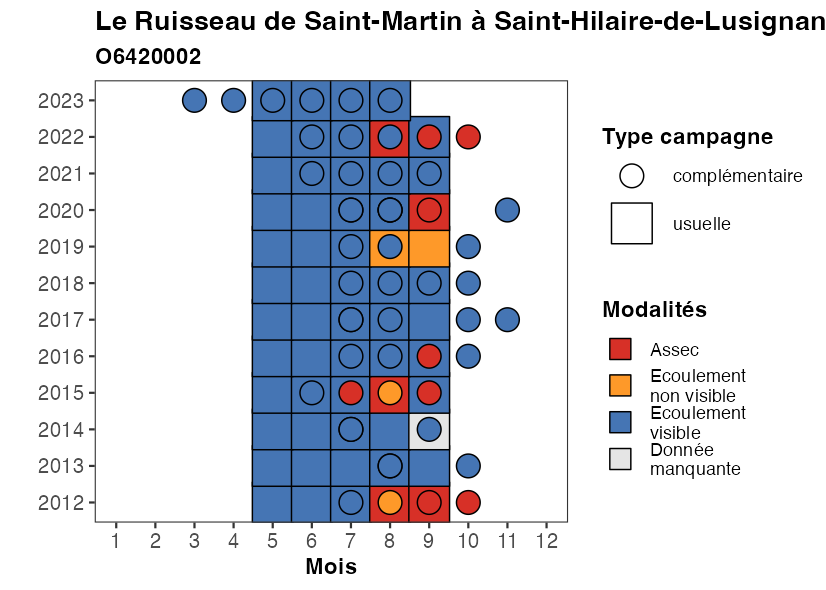 Le Ruisseau de Saint-Martin à Saint-Hilaire-de-Lusignan
O6420002
2023
2022
2021
2020
2019
2018
2017
2016
2015
2014
2013
2012
1 2 3 4 5 6 7 8 9 10 11 12
Mois
Type campagne
complémentaire
usuelle
Modalités
Assec
Ecoulement
non visible
Ecoulement
visible
Donnée
manquante